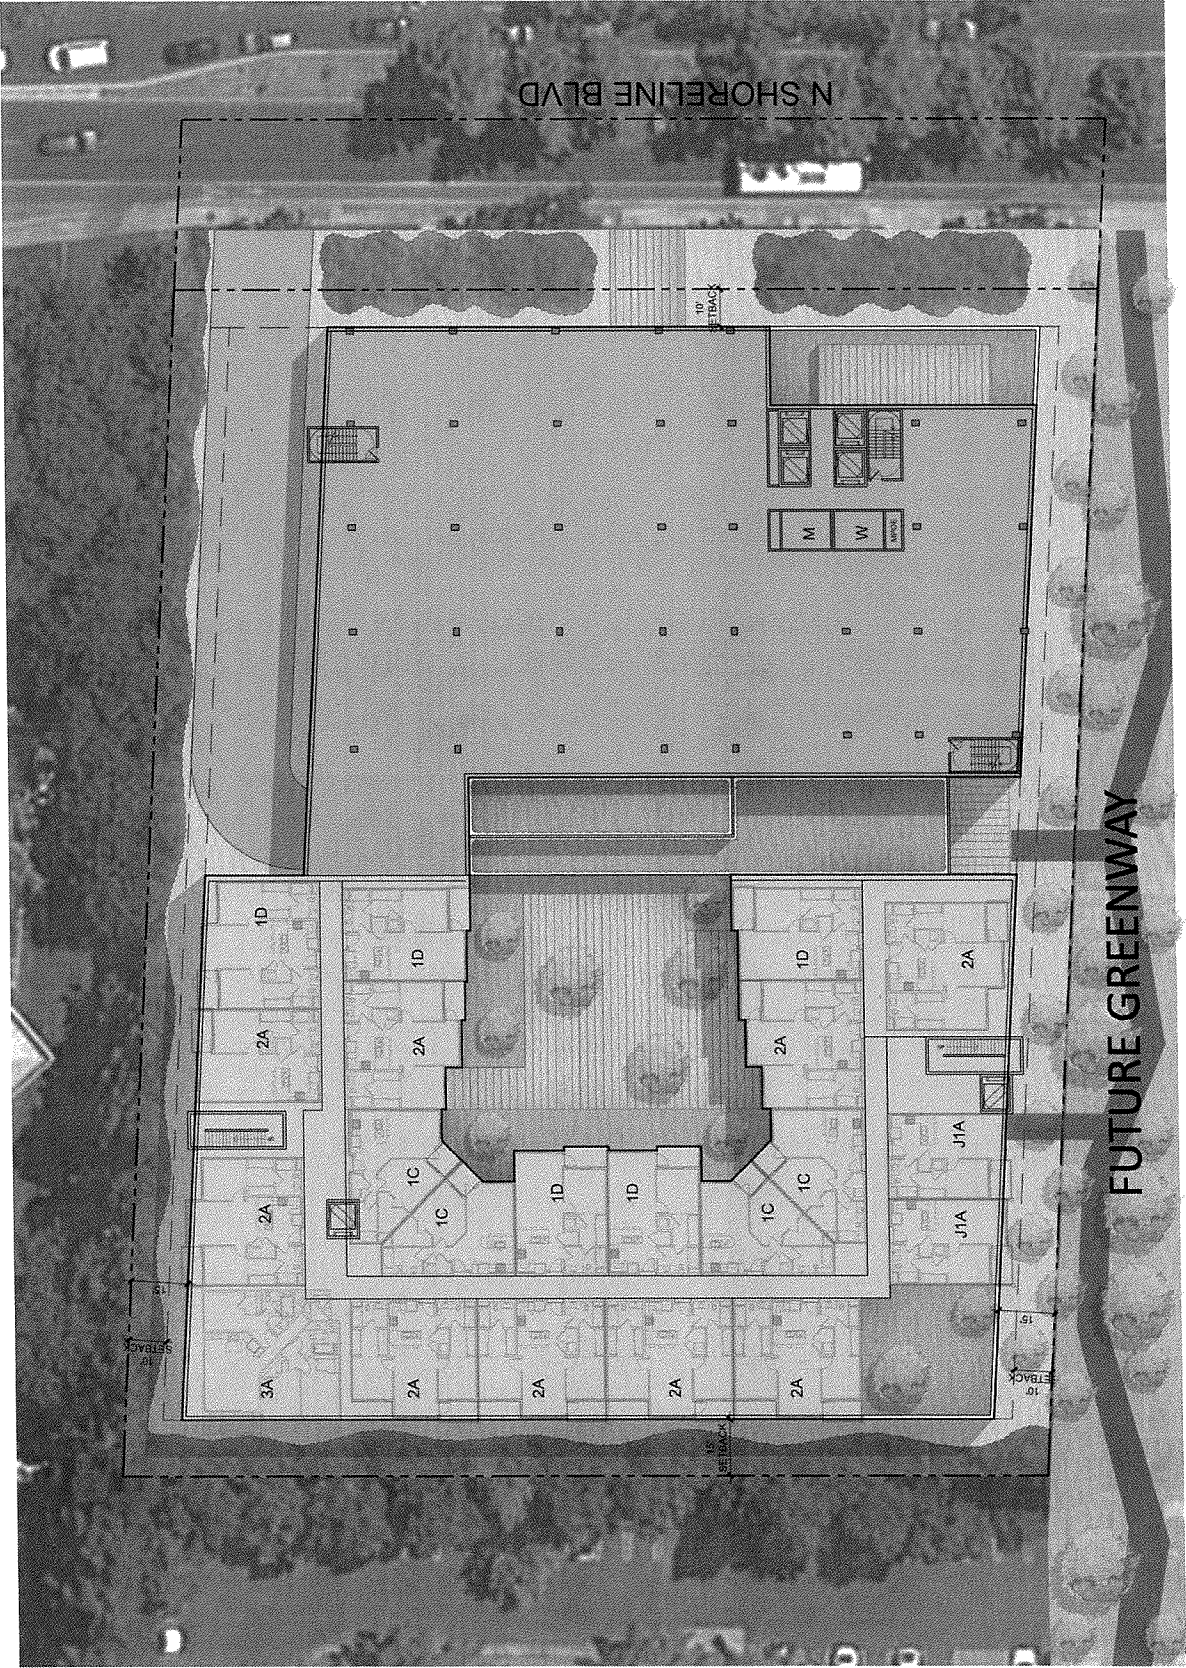 N SHORELINE BLVD
10'
SETBACK
M
W
MPOE
1D
1D
1D
2A
2A
2A
2A
1C
1C
1C
1C
1D
1D
J1A
J1A
2A
3A
2A
2A
2A
2A
15'
10'
SETBACK
15'
SETBACK
15'
10'
SETBACK
FUTURE GREENWAY